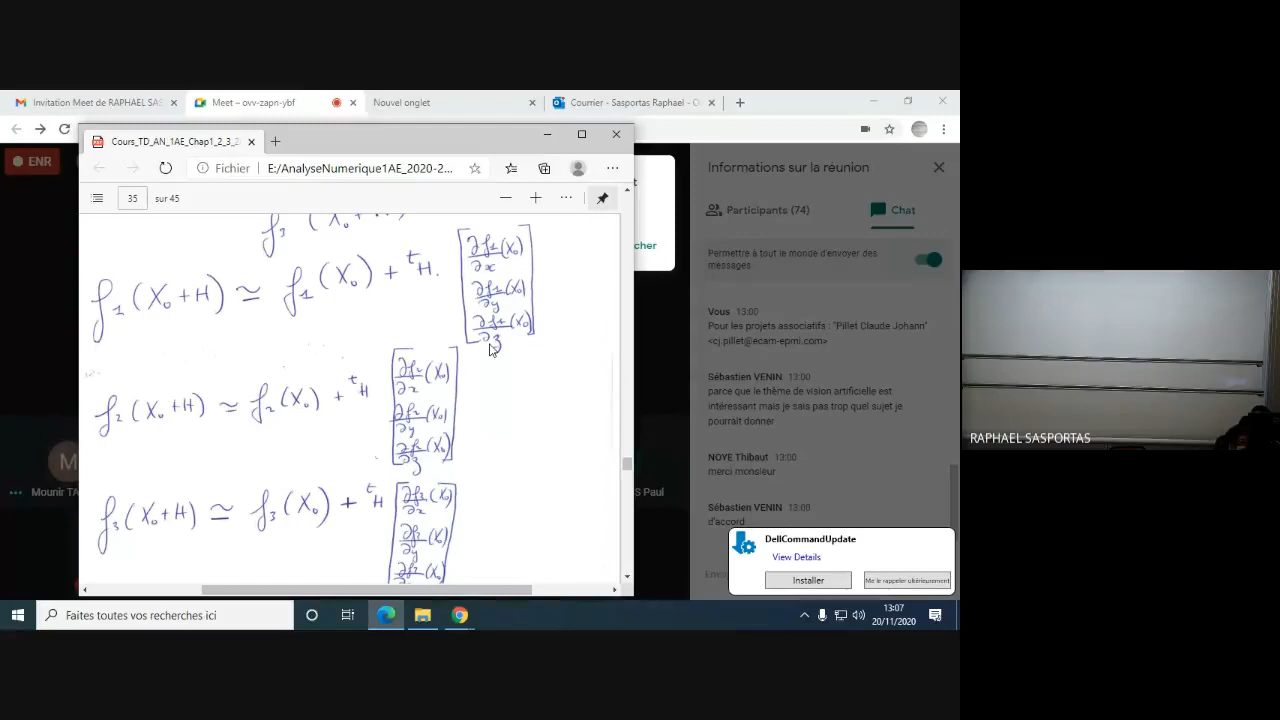 Invitation Meet de RAPHAEL SAS
Meet – ovv-zapn-ybf
Nouvel onglet
Courrier - Sasportas Raphael - O
Cours_TD_AN_1AE_Chap1_2_3_2
ENR
Fichier
E:/AnalyseNumerique1AE_2020-2...
35 sur 45
f₁(X₀+H) ≃ f₁(X₀) + ᵗH. [∂f₁/∂x(X₀)
∂f₁/∂y(X₀)
∂f₁/∂z(X₀)]
f₂(X₀+H) ≃ f₂(X₀) + ᵗH [∂f₂/∂x(X₀)
∂f₂/∂y(X₀)
∂f₂/∂z(X₀)]
f₃(X₀+H) ≃ f₃(X₀) + ᵗH [∂f₃/∂x(X₀)
∂f₃/∂y(X₀)
cher
M
Mounir TA
S Paul
Informations sur la réunion
Participants (74)
Chat
Permettre à tout le monde d'envoyer des
messages
Vous 13:00
Pour les projets associatifs : "Pillet Claude Johann"
<cj.pillet@ecam-epmi.com>
Sébastien VENIN 13:00
parce que le thème de vision artificielle est
intéressant mais je sais pas trop quel sujet je
pourrait donner
NOYE Thibaut 13:00
merci monsieur
Sébastien VENIN 13:00
d'accord
DellCommandUpdate
View Details
Installer
Me le rappeler ultérieurement
RAPHAEL SASPORTAS
Faites toutes vos recherches ici
13:07
20/11/2020